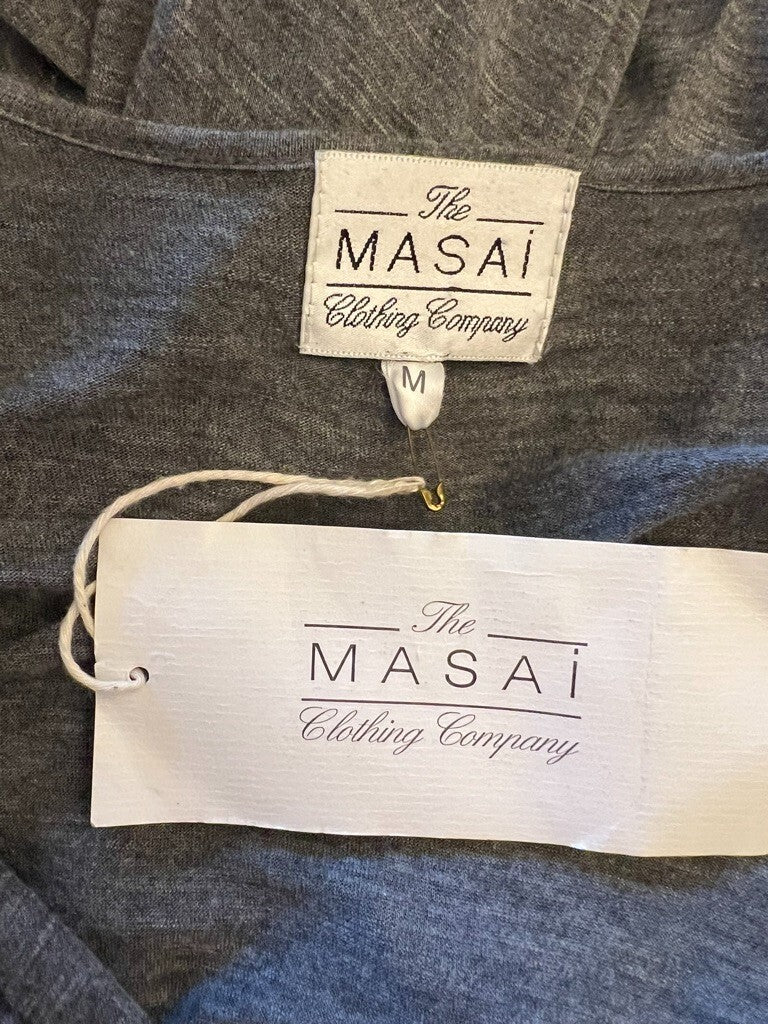 The
MASAi
Clothing Company
M
The
MASAi
Clothing Company